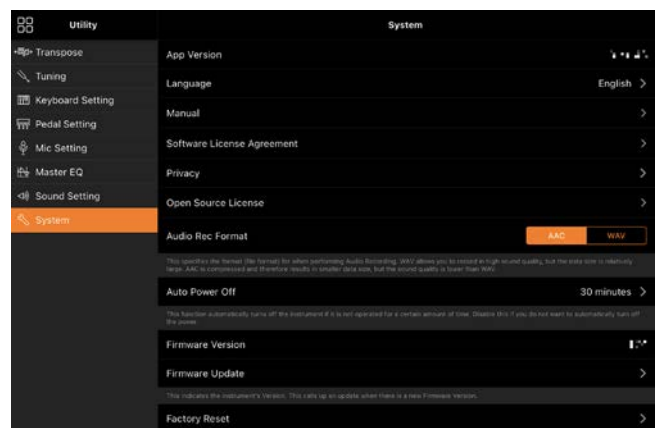 Utility
System
Transpose
Tuning
Keyboard Setting
Pedal Setting
Mic Setting
Master EQ
Sound Setting
System
App Version
Language English
Manual
Software License Agreement
Privacy
Open Source License
Audio Rec Format AAC WAV
This specifies the format (file format) for when performing Audio Recording. WAV allows you to record in high sound quality, but the data size is relatively
large. AAC is compressed and therefore results in smaller data size, but the sound quality is lower than WAV.
Auto Power Off 30 minutes
This function automatically turns off the instrument if it is not operated for a certain amount of time. Disable this if you do not want to automatically turn off
the power.
Firmware Version
Firmware Update
This indicates the instrument's Version. This calls up an update when there is a new Firmware version.
Factory Reset